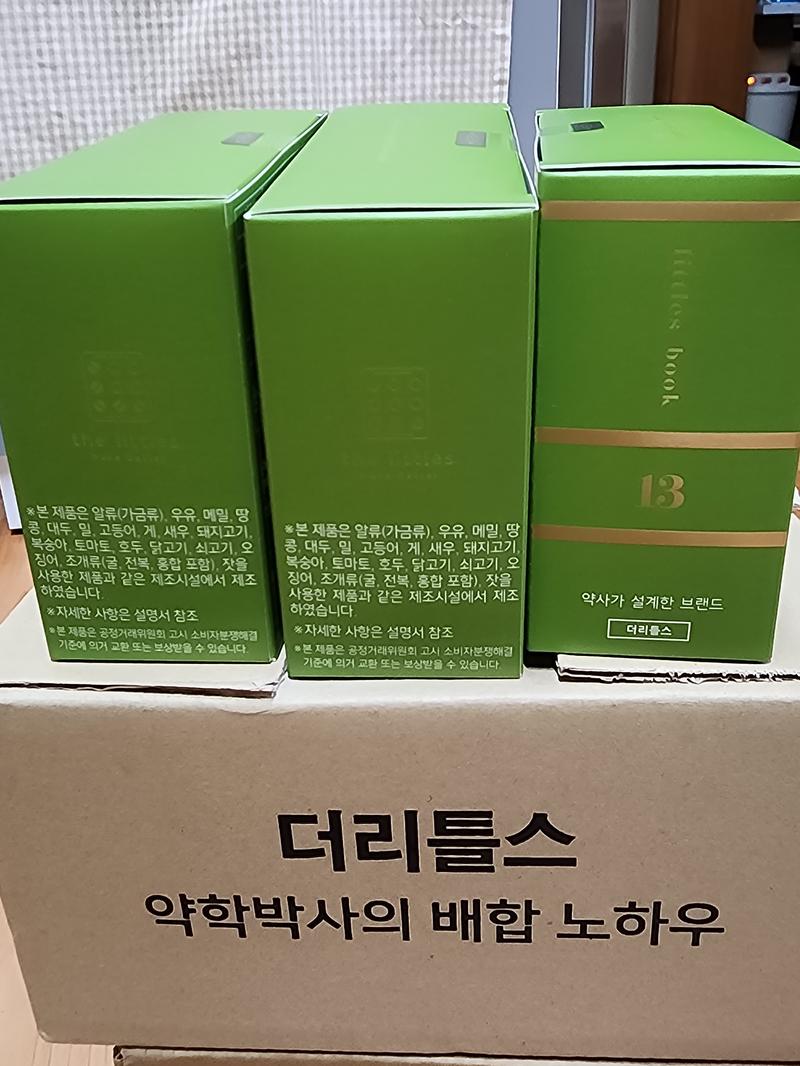 the littles
※본 제품은 알류(가금류), 우유, 메밀, 땅
콩, 대두, 밀, 고등어, 게, 새우, 돼지고기,
복숭아, 토마토, 호두, 닭고기, 쇠고기, 오
징어, 조개류(굴, 전복, 홍합 포함), 잣을
사용한 제품과 같은 제조시설에서 제조
하였습니다.
※자세한 사항은 설명서 참조
※본 제품은 공정거래위원회 고시 소비자분쟁해결
기준에 의거 교환 또는 보상받을 수 있습니다.
the littles
※본 제품은 알류(가금류), 우유, 메밀, 땅
콩, 대두, 밀, 고등어, 게, 새우, 돼지고기,
복숭아, 토마토, 호두, 닭고기, 쇠고기, 오
징어, 조개류(굴, 전복, 홍합 포함), 잣을
사용한 제품과 같은 제조시설에서 제조
하였습니다.
※자세한 사항은 설명서 참조
※본 제품은 공정거래위원회 고시 소비자분쟁해결
기준에 의거 교환 또는 보상받을 수 있습니다.
littles book
13
약사가 설계한 브랜드
더리틀스
더리틀스
약학박사의 배합 노하우